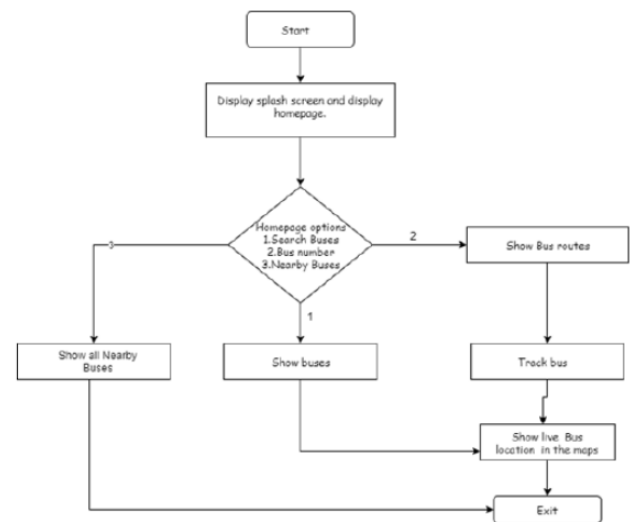 Start
Display splash screen and display
homepage.
Homepage options
1.Search Buses
2.Bus number
3.Nearby Buses
3
2
Show Bus routes
1
Show all Nearby
Buses
Show buses
Track bus
Show live Bus
location in the maps
Exit